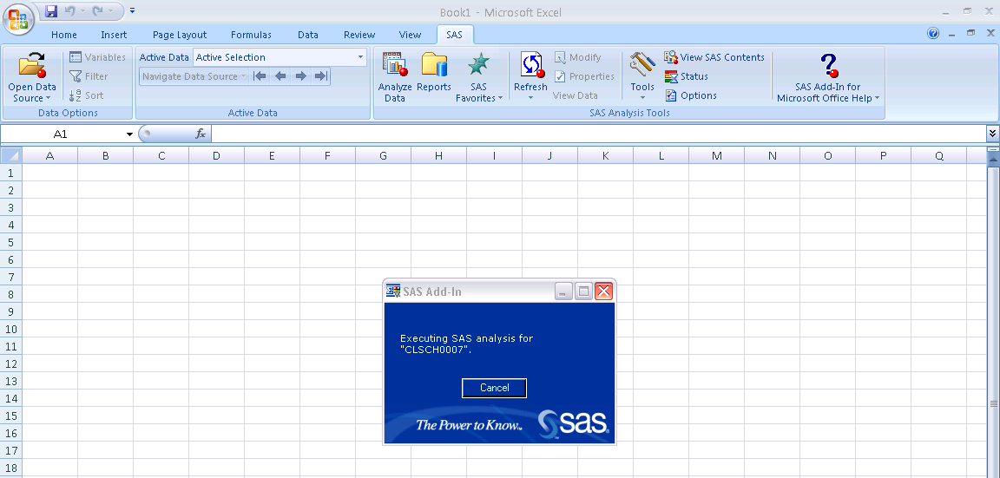 Book1 - Microsoft Excel
Home Insert Page Layout Formulas Data Review View SAS
Open Data Source
Variables
Filter
Sort
Data Options
Active Data Active Selection
Navigate Data Source
Active Data
Analyze Data
Reports
SAS Favorites
Refresh
Modify
Properties
View Data
Tools
View SAS Contents
Status
Options
SAS Analysis Tools
SAS Add-In for Microsoft Office Help
A1
fx
A B C D E F G H I J K L M N O P Q
1
2
3
4
5
6
7
8
9
10
11
12
13
14
15
16
17
18
SAS Add-In
Executing SAS analysis for
"CLSCH0007".
Cancel
The Power to Know™
sas®